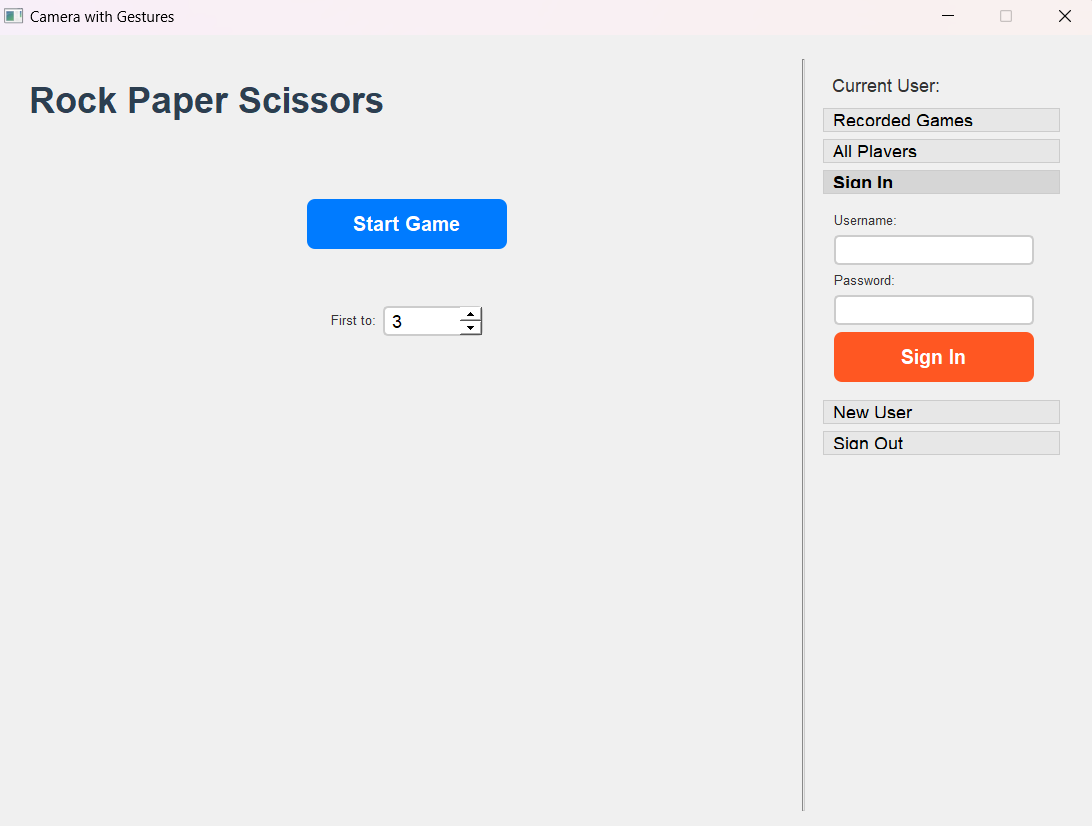 Camera with Gestures
Rock Paper Scissors
Start Game
First to: 3
Current User:
Recorded Games
All Players
Sign In
Username:
Password:
Sign In
New User
Sign Out